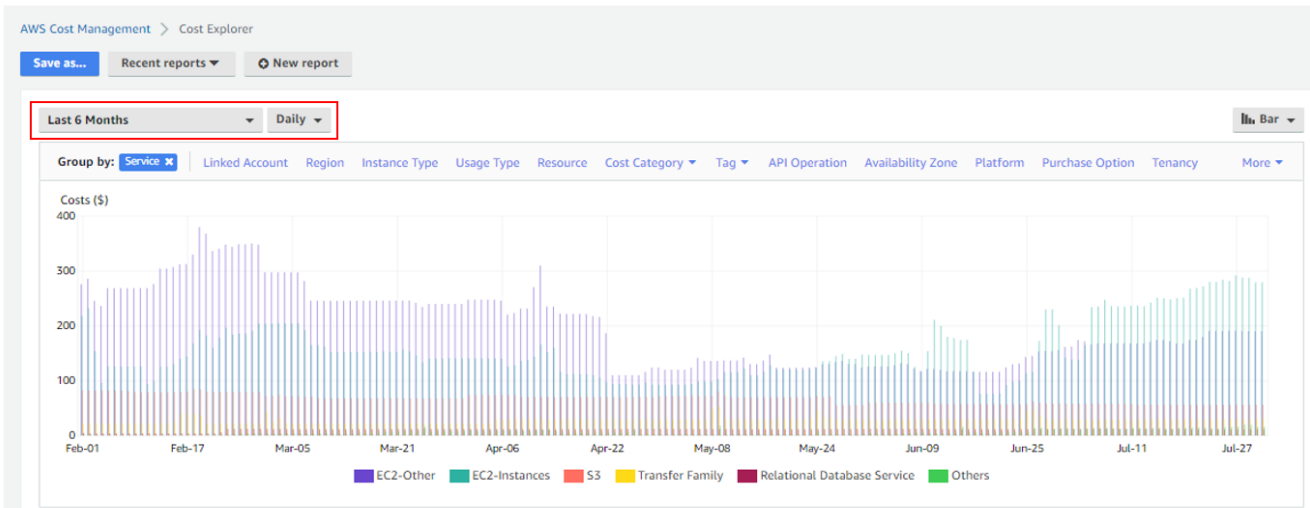 AWS Cost Management > Cost Explorer
Save as... Recent reports New report
Last 6 Months Daily Bar
Group by: Service × Linked Account Region Instance Type Usage Type Resource Cost Category Tag API Operation Availability Zone Platform Purchase Option Tenancy More
Costs ($)
400
300
200
100
0
Feb-01 Feb-17 Mar-05 Mar-21 Apr-06 Apr-22 May-08 May-24 Jun-09 Jun-25 Jul-11 Jul-27
EC2-Other EC2-Instances S3 Transfer Family Relational Database Service Others